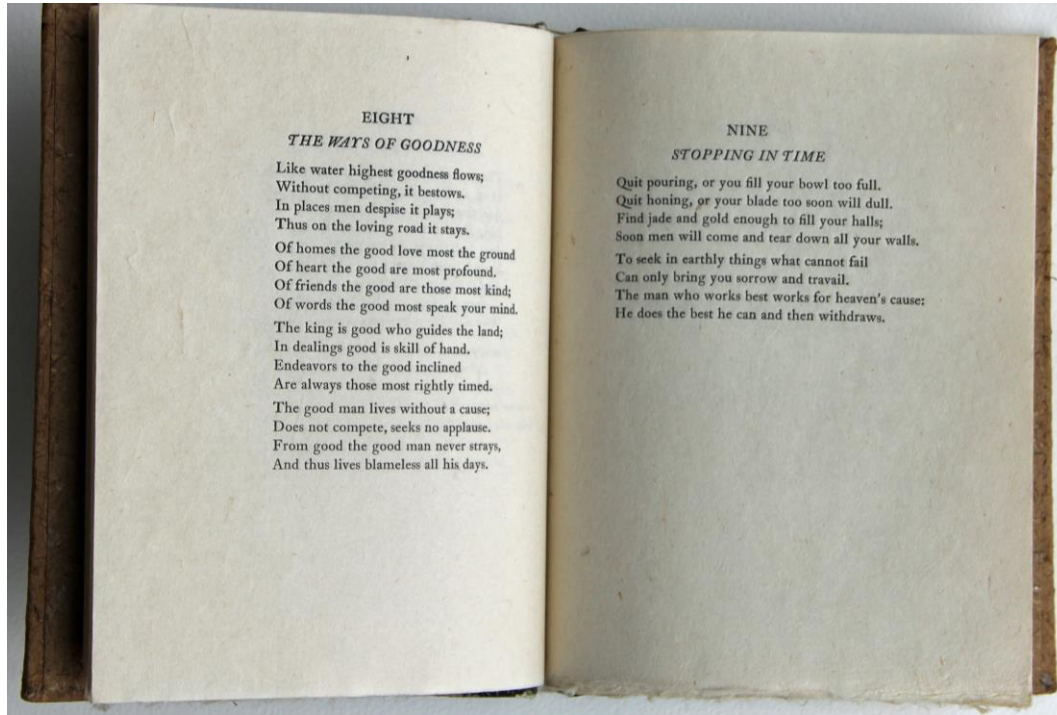 EIGHT
THE WAYS OF GOODNESS
Like water highest goodness flows;
Without competing, it bestows.
In places men despise it plays;
Thus on the loving road it stays.
Of homes the good love most the ground
Of heart the good are most profound.
Of friends the good are those most kind;
Of words the good most speak your mind.
The king is good who guides the land;
In dealings good is skill of hand.
Endeavors to the good inclined
Are always those most rightly timed.
The good man lives without a cause;
Does not compete, seeks no applause.
From good the good man never strays,
And thus lives blameless all his days.
NINE
STOPPING IN TIME
Quit pouring, or you fill your bowl too full.
Quit honing, or your blade too soon will dull.
Find jade and gold enough to fill your halls;
Soon men will come and tear down all your walls.
To seek in earthly things what cannot fail
Can only bring you sorrow and travail.
The man who works best works for heaven's cause:
He does the best he can and then withdraws.